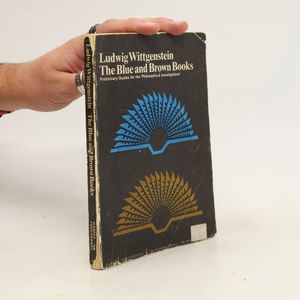 Ludwig Wittgenstein
The Blue and Brown Books
Preliminary Studies for the 'Philosophical Investigations'
Ludwig Wittgenstein The Blue and Brown Books